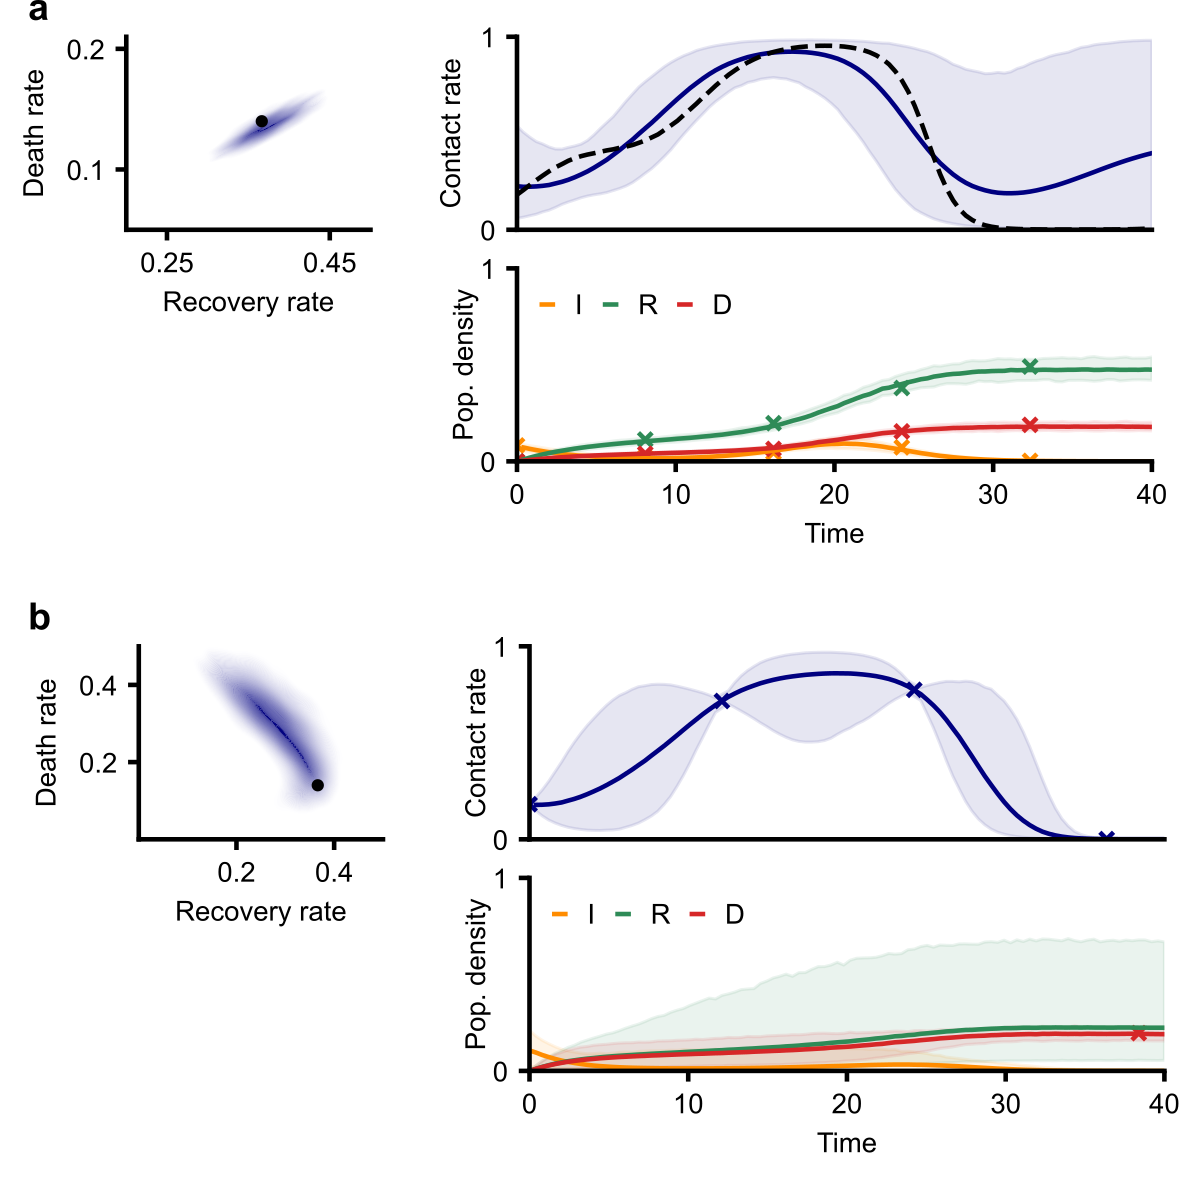 a
Death rate
0.2
0.1
0.25
0.45
Recovery rate
Contact rate
1
0
Pop. density
1
0
I R D
0 10 20 30 40
Time
b
Death rate
0.4
0.2
0.2
0.4
Recovery rate
Contact rate
1
0
Pop. density
1
0
I R D
0 10 20 30 40
Time